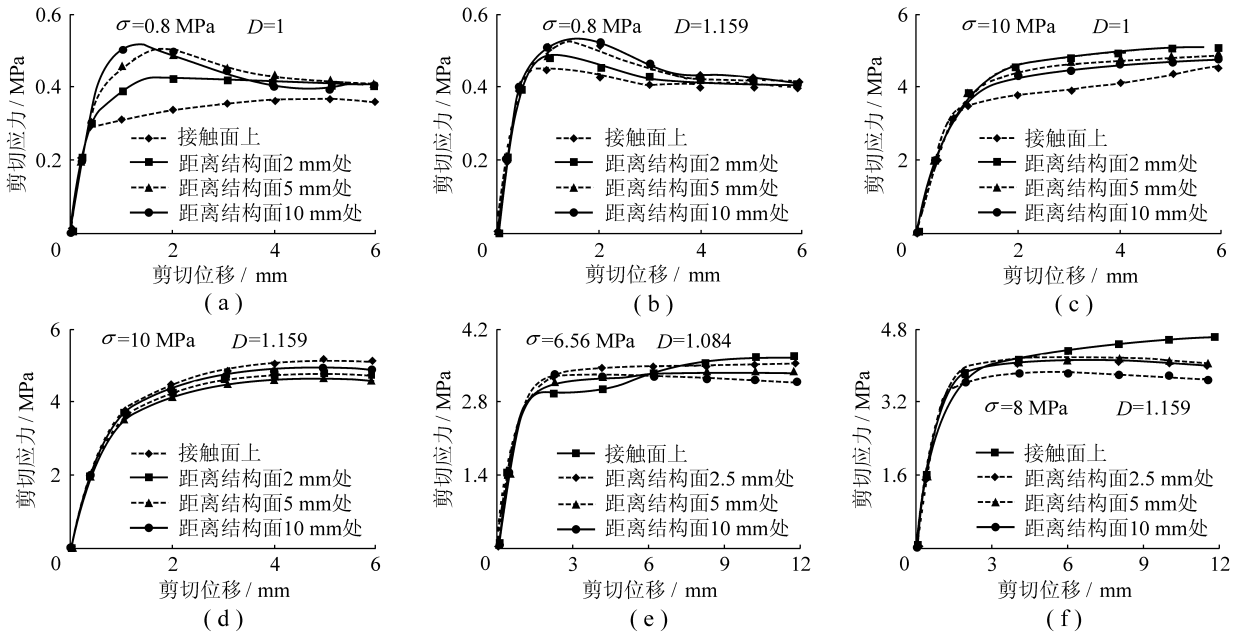 σ=0.8 MPa D=1
剪切应力 / MPa
0.6
0.4
0.2
0
2
4
6
接触面上
距离结构面2 mm处
距离结构面5 mm处
距离结构面10 mm处
剪切位移 / mm
( a )
σ=0.8 MPa D=1.159
剪切应力 / MPa
0.6
0.4
0.2
0
2
4
6
接触面上
距离结构面2 mm处
距离结构面5 mm处
距离结构面10 mm处
剪切位移 / mm
( b )
σ=10 MPa D=1
剪切应力 / MPa
6
4
2
0
2
4
6
接触面上
距离结构面2 mm处
距离结构面5 mm处
距离结构面10 mm处
剪切位移 / mm
( c )
σ=10 MPa D=1.159
剪切应力 / MPa
6
4
2
0
2
4
6
接触面上
距离结构面2 mm处
距离结构面5 mm处
距离结构面10 mm处
剪切位移 / mm
( d )
σ=6.56 MPa D=1.084
剪切应力 / MPa
4.2
2.8
1.4
0
3
6
9
12
接触面上
距离结构面2.5 mm处
距离结构面5 mm处
距离结构面10 mm处
剪切位移 / mm
( e )
σ=8 MPa D=1.159
剪切应力 / MPa
4.8
3.2
1.6
0
3
6
9
12
接触面上
距离结构面2.5 mm处
距离结构面5 mm处
距离结构面10 mm处
剪切位移 / mm
( f )